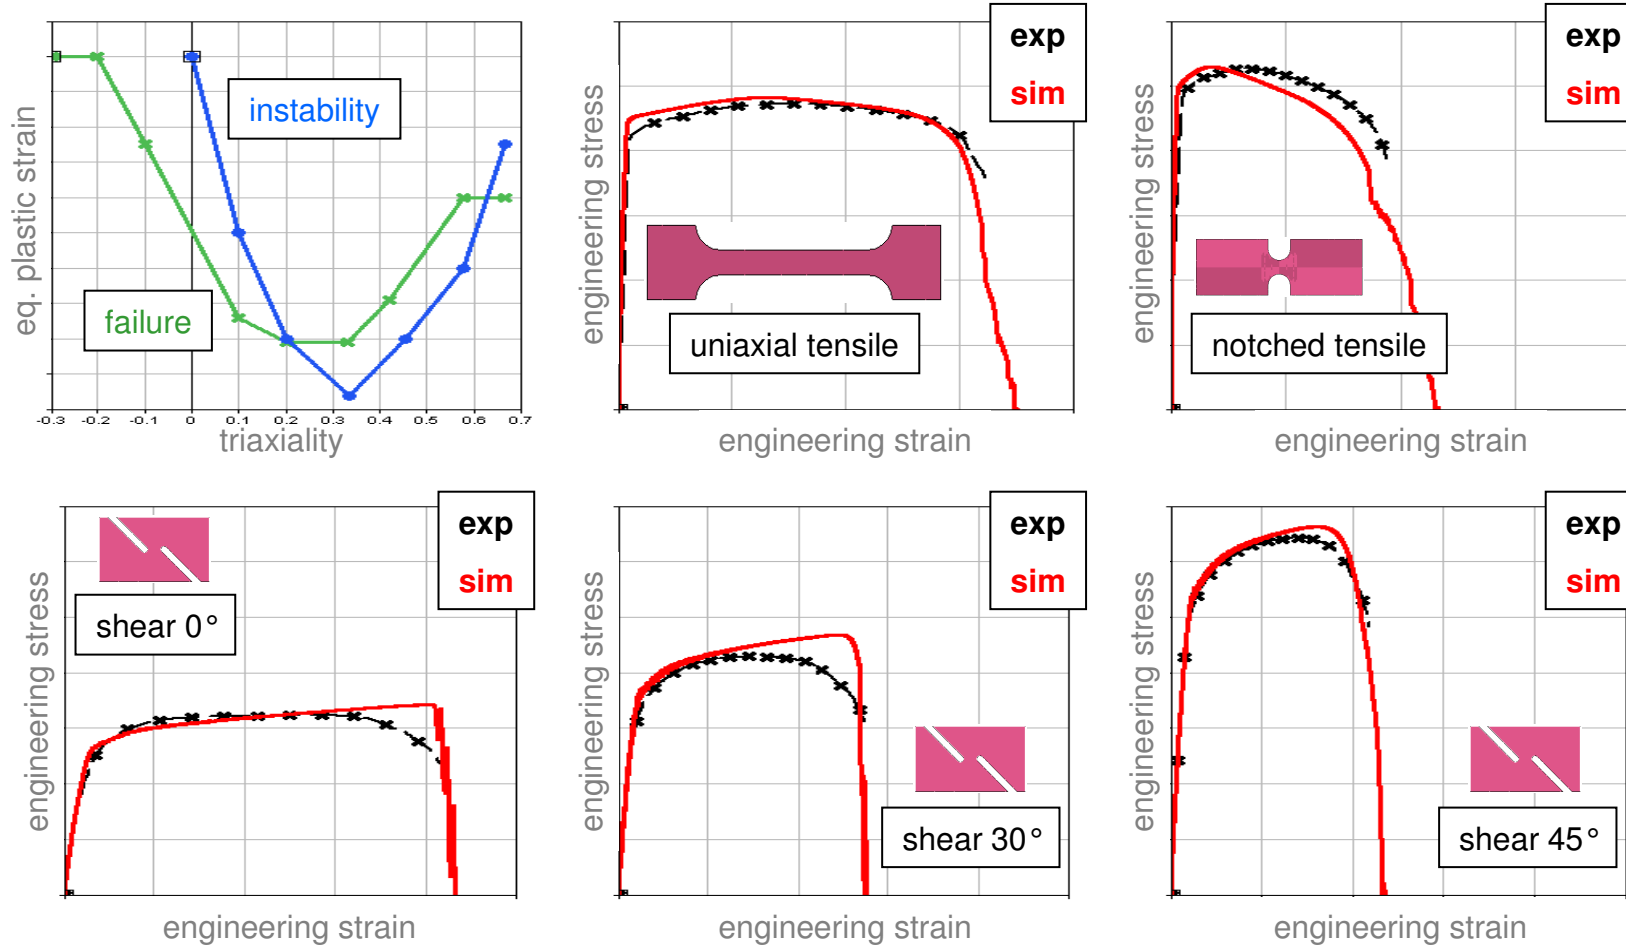 eq. plastic strain
instability
failure
-0.3 -0.2 -0.1 0 0.1 0.2 0.3 0.4 0.5 0.6 0.7
triaxiality
engineering stress
exp
sim
uniaxial tensile
engineering strain
engineering stress
exp
sim
notched tensile
engineering strain
engineering stress
shear 0°
exp
sim
engineering strain
engineering stress
exp
sim
shear 30°
engineering strain
engineering stress
exp
sim
shear 45°
engineering strain